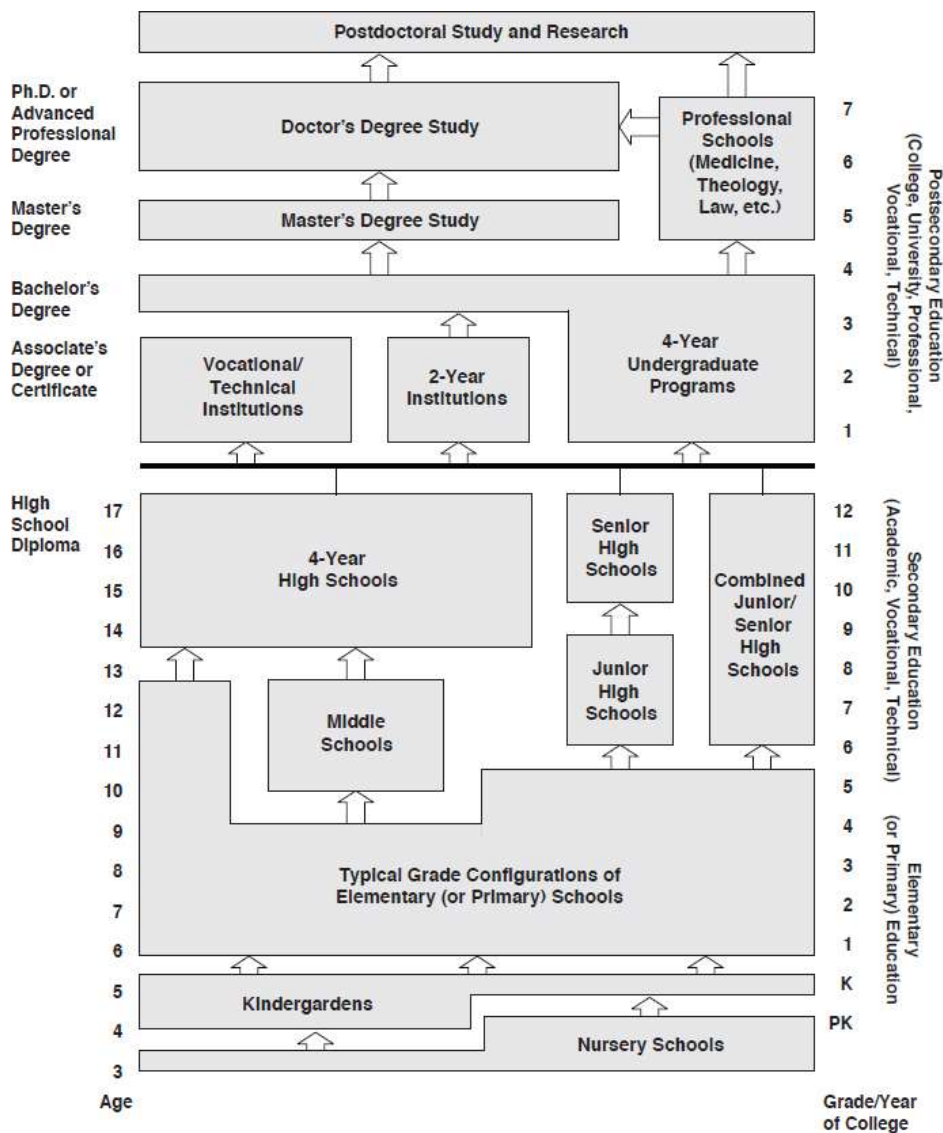 Postdoctoral Study and Research
Ph.D. or
Advanced
Professional
Degree
Doctor's Degree Study
Professional
Schools
(Medicine,
Theology,
Law, etc.)
7
6
5
Master's
Degree
Master's Degree Study
Postsecondary Education
(College, University, Professional,
Vocational, Technical)
Bachelor's
Degree
4
3
2
1
Associate's
Degree or
Certificate
Vocational/
Technical
Institutions
2-Year
Institutions
4-Year
Undergraduate
Programs
High
School
Diploma
17
16
15
14
13
12
11
10
9
8
7
6
5
4
3
4-Year
High Schools
Senior
High
Schools
Combined
Junior/
Senior
High
Schools
Middle
Schools
Junior
High
Schools
12
11
10
9
8
7
6
5
4
3
2
1
K
PK
Secondary Education
(Academic, Vocational, Technical)
Elementary
(or Primary) Education
Typical Grade Configurations of
Elementary (or Primary) Schools
Kindergardens
Nursery Schools
Age
Grade/Year
of College